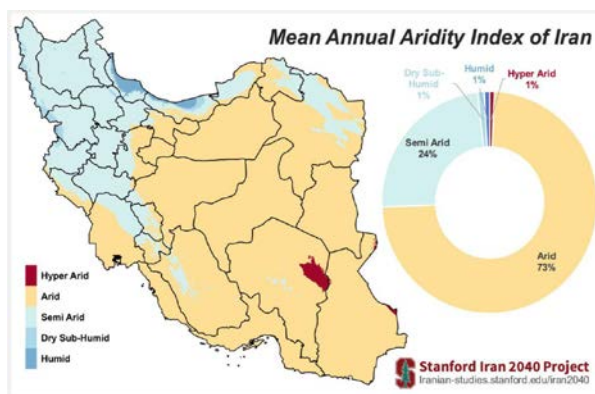 Mean Annual Aridity Index of Iran
Dry Sub-
Humid
1%
Humid
1%
Hyper Arid
1%
Semi Arid
24%
Arid
73%
Hyper Arid
Arid
Semi Arid
Dry Sub-Humid
Humid
Stanford Iran 2040 Project
Iranian-studies.stanford.edu/iran2040